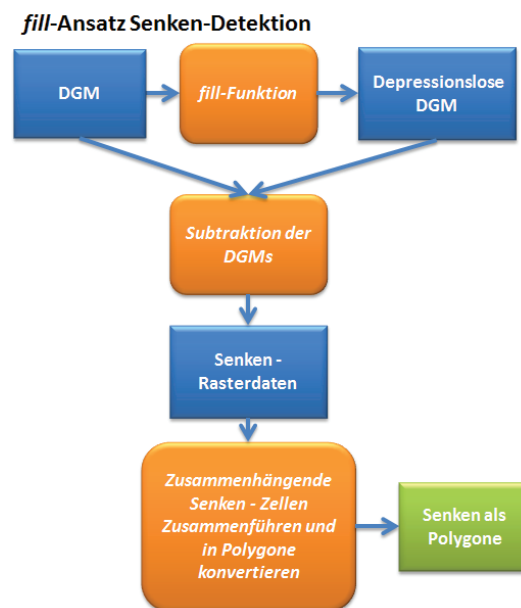 fill-Ansatz Senken-Detektion
DGM
fill-Funktion
Depressionslose
DGM
Subtraktion der
DGMs
Senken -
Rasterdaten
Zusammenhängende
Senken - Zellen
Zusammenführen und
in Polygone
konvertieren
Senken als
Polygone